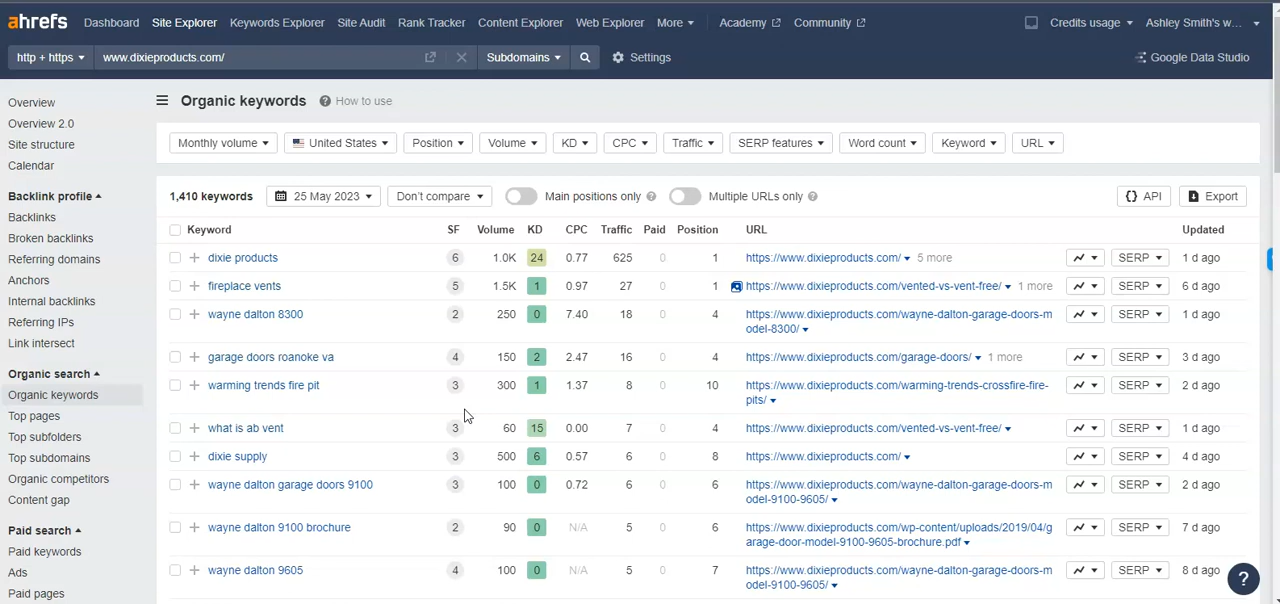 ahrefs Dashboard Site Explorer Keywords Explorer Site Audit Rank Tracker Content Explorer Web Explorer More Academy Community Credits usage Ashley Smith's w...
http + https www.dixieproducts.com/ Subdomains Settings Google Data Studio
Overview
Overview 2.0
Site structure
Calendar
Backlink profile
Backlinks
Broken backlinks
Referring domains
Anchors
Internal backlinks
Referring IPs
Link intersect
Organic search
Organic keywords
Top pages
Top subfolders
Top subdomains
Organic competitors
Content gap
Paid search
Paid keywords
Ads
Paid pages
Organic keywords ? How to use
Monthly volume United States Position Volume KD CPC Traffic SERP features Word count Keyword URL
1,410 keywords 25 May 2023 Don't compare Main positions only ? Multiple URLs only ? {} API Export
Keyword SF Volume KD CPC Traffic Paid Position URL Updated
dixie products 6 1.0K 24 0.77 625 0 1 https://www.dixieproducts.com/ 5 more SERP 1 d ago
fireplace vents 5 1.5K 1 0.97 27 0 1 https://www.dixieproducts.com/vented-vs-vent-free/ 1 more SERP 6 d ago
wayne dalton 8300 2 250 0 7.40 18 0 4 https://www.dixieproducts.com/wayne-dalton-garage-doors-m SERP 1 d ago
odel-8300/
garage doors roanoke va 4 150 2 2.47 16 0 4 https://www.dixieproducts.com/garage-doors/ 1 more SERP 3 d ago
warming trends fire pit 3 300 1 1.37 8 0 10 https://www.dixieproducts.com/warming-trends-crossfire-fire- SERP 2 d ago
pits/
what is ab vent 3 60 15 0.00 7 0 4 https://www.dixieproducts.com/vented-vs-vent-free/ SERP 1 d ago
dixie supply 3 500 6 0.57 6 0 8 https://www.dixieproducts.com/ SERP 4 d ago
wayne dalton garage doors 9100 3 100 0 0.72 6 0 6 https://www.dixieproducts.com/wayne-dalton-garage-doors-m SERP 2 d ago
odel-9100-9605/
wayne dalton 9100 brochure 2 90 0 N/A 5 0 6 https://www.dixieproducts.com/wp-content/uploads/2019/04/g SERP 7 d ago
arage-door-model-9100-9605-brochure.pdf
wayne dalton 9605 4 100 0 N/A 5 0 7 https://www.dixieproducts.com/wayne-dalton-garage-doors-m SERP 8 d ago
odel-9100-9605/
?